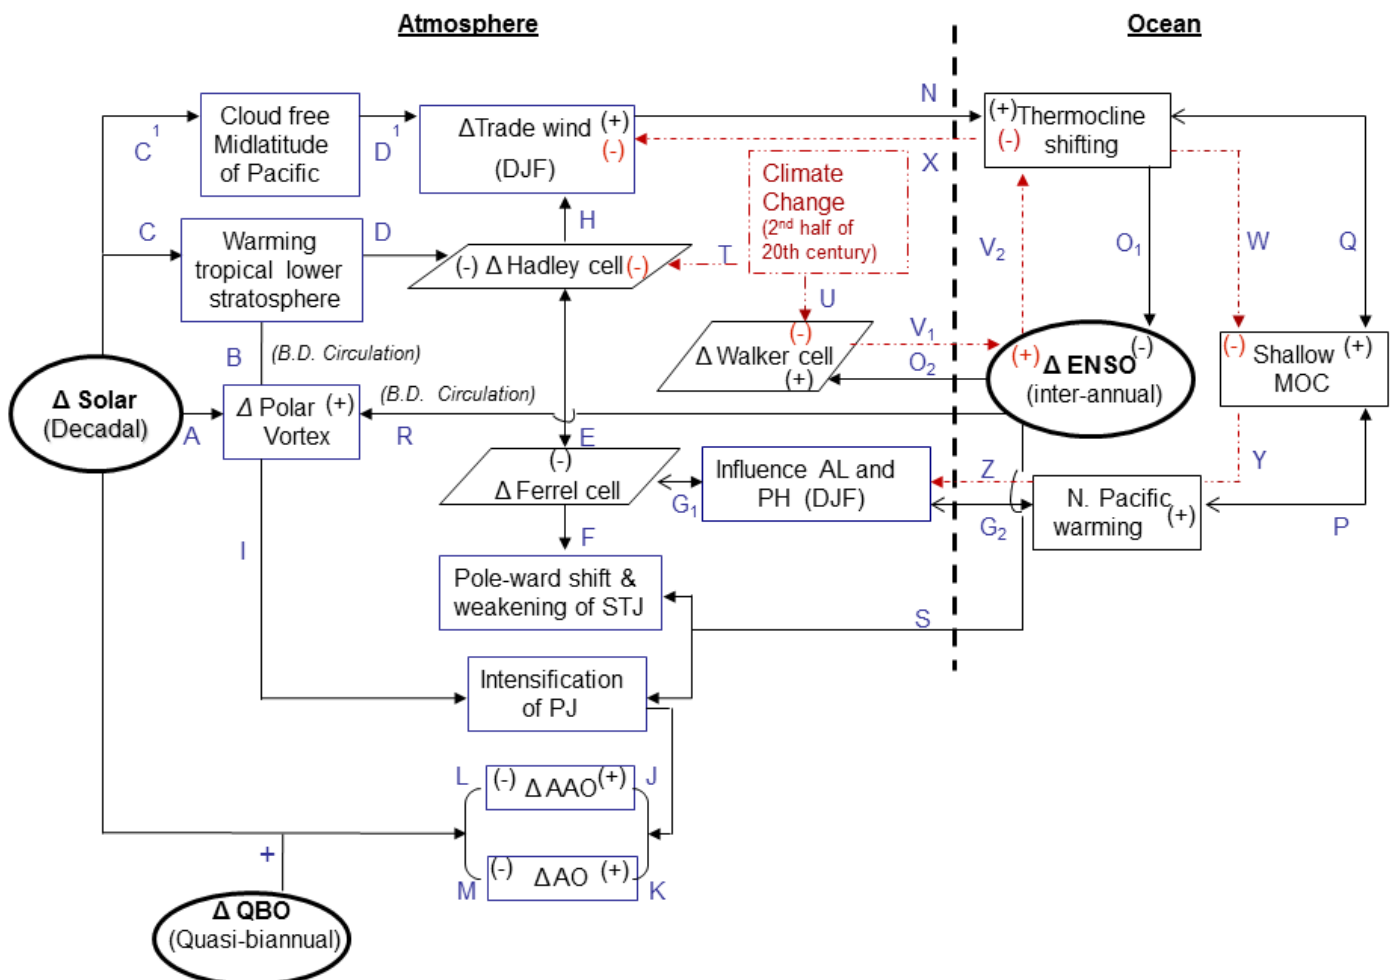 Atmosphere
Ocean
Cloud free
Midlatitude
of Pacific
C1
D1
ΔTrade wind (+)
(-)
(DJF)
N
X
(+)Thermocline
(-) shifting
Climate
Change
(2nd half of
20th century)
H
C
D
Warming
tropical lower
stratosphere
(-) Δ Hadley cell (-)
T
U
V2
O1
W
Q
B
(B.D. Circulation)
(-)
Δ Walker cell
(+)
V1
O2
(+) Δ ENSO (-)
(inter-annual)
(-) Shallow (+)
MOC
Δ Solar
(Decadal)
A
Δ Polar (+)
Vortex
(B.D. Circulation)
R
E
(-)
Δ Ferrel cell
G1
Influence AL and
PH (DJF)
Z
G2
N. Pacific
warming (+)
Y
P
I
F
Pole-ward shift &
weakening of STJ
S
Intensification
of PJ
L
(-) Δ AAO (+)
J
+
M
(-) Δ AO (+)
K
Δ QBO
(Quasi-biannual)